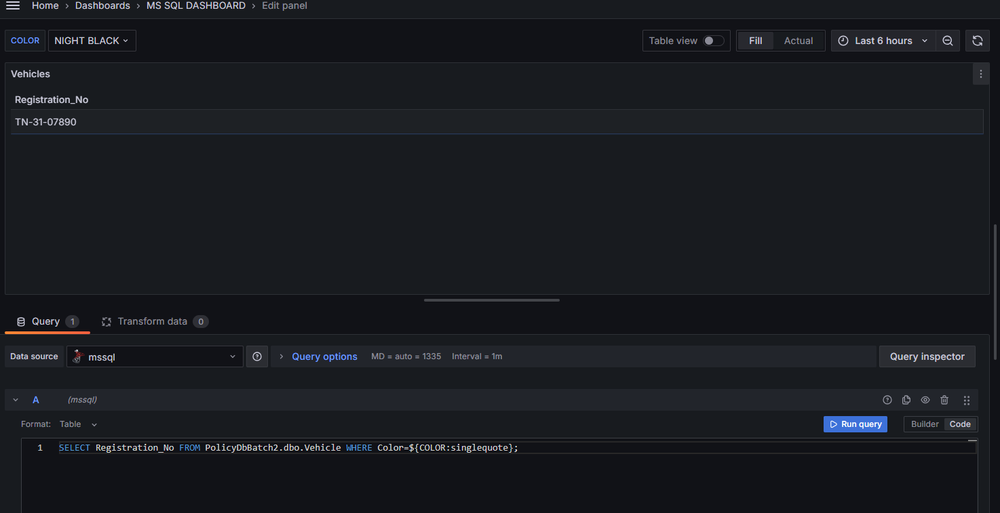 Home › Dashboards › MS SQL DASHBOARD › Edit panel
COLOR NIGHT BLACK Table view Fill Actual Last 6 hours
Vehicles
Registration_No
TN-31-07890
Query 1 Transform data 0
Data source mssql Query options MD = auto = 1335 Interval = 1m Query inspector
A (mssql)
Format: Table Run query Builder Code
1 SELECT Registration_No FROM PolicyDbBatch2.dbo.Vehicle WHERE Color=${COLOR:singlequote};